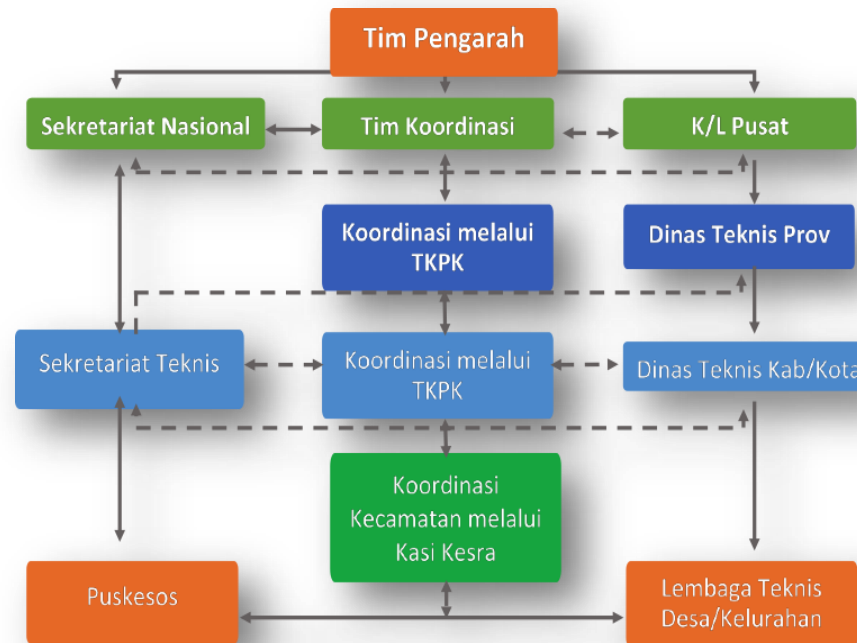 Tim Pengarah
Sekretariat Nasional
Tim Koordinasi
K/L Pusat
Koordinasi melalui
TKPK
Dinas Teknis Prov
Sekretariat Teknis
Koordinasi melalui
TKPK
Dinas Teknis Kab/Kota
Koordinasi
Kecamatan melalui
Kasi Kesra
Puskesos
Lembaga Teknis
Desa/Kelurahan